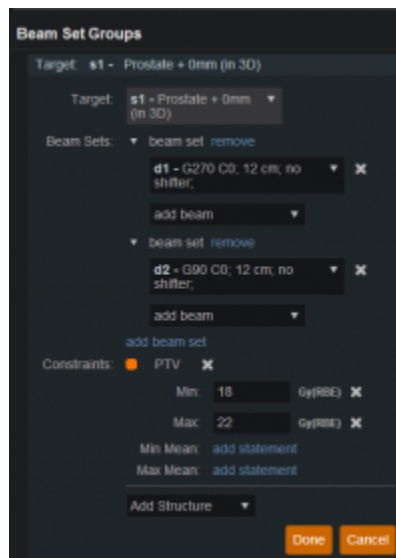 Beam Set Groups
Target: s1 - Prostate + 0mm (in 3D)
Target: s1 - Prostate + 0mm
(in 3D)
Beam Sets: beam set remove
d1 - G270 C0; 12 cm; no
shifter;
add beam
beam set remove
d2 - G90 C0; 12 cm; no
shifter;
add beam
add beam set
Constraints: PTV
Min: 18 Gy(RBE)
Max: 22 Gy(RBE)
Min Mean: add statement
Max Mean: add statement
Add Structure
Done Cancel